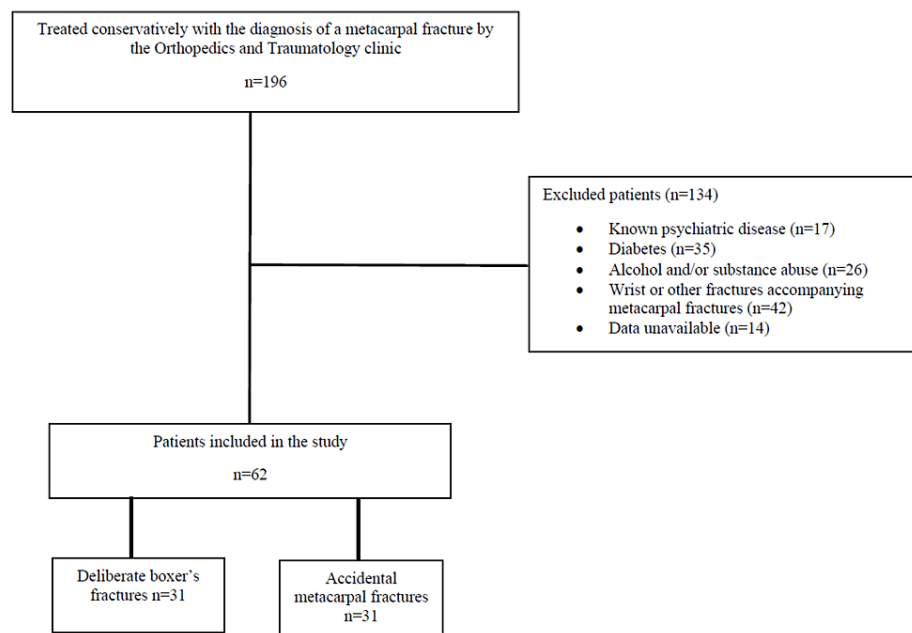 Treated conservatively with the diagnosis of a metacarpal fracture by
the Orthopedics and Traumatology clinic
n=196
Excluded patients (n=134)
• Known psychiatric disease (n=17)
• Diabetes (n=35)
• Alcohol and/or substance abuse (n=26)
• Wrist or other fractures accompanying
metacarpal fractures (n=42)
• Data unavailable (n=14)
Patients included in the study
n=62
Deliberate boxer’s
fractures n=31
Accidental
metacarpal fractures
n=31